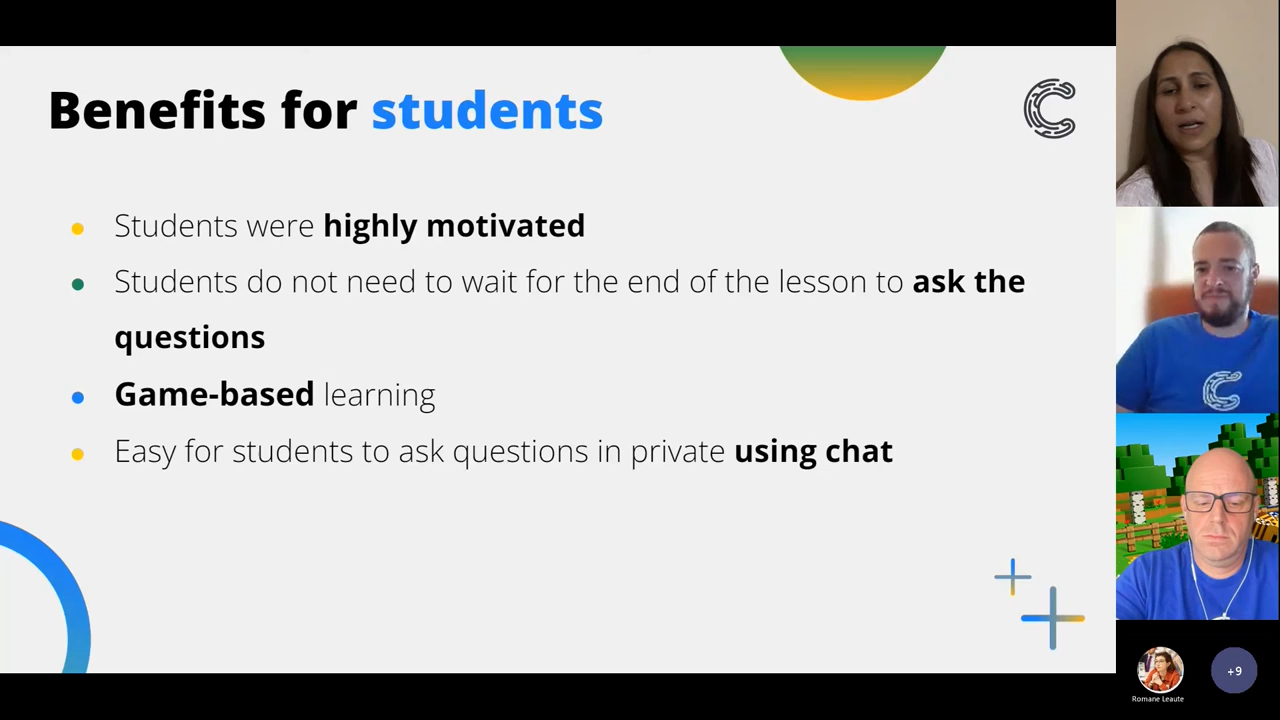 Benefits for students
Students were highly motivated
Students do not need to wait for the end of the lesson to ask the
questions
Game-based learning
Easy for students to ask questions in private using chat
+9
Romane Leaute